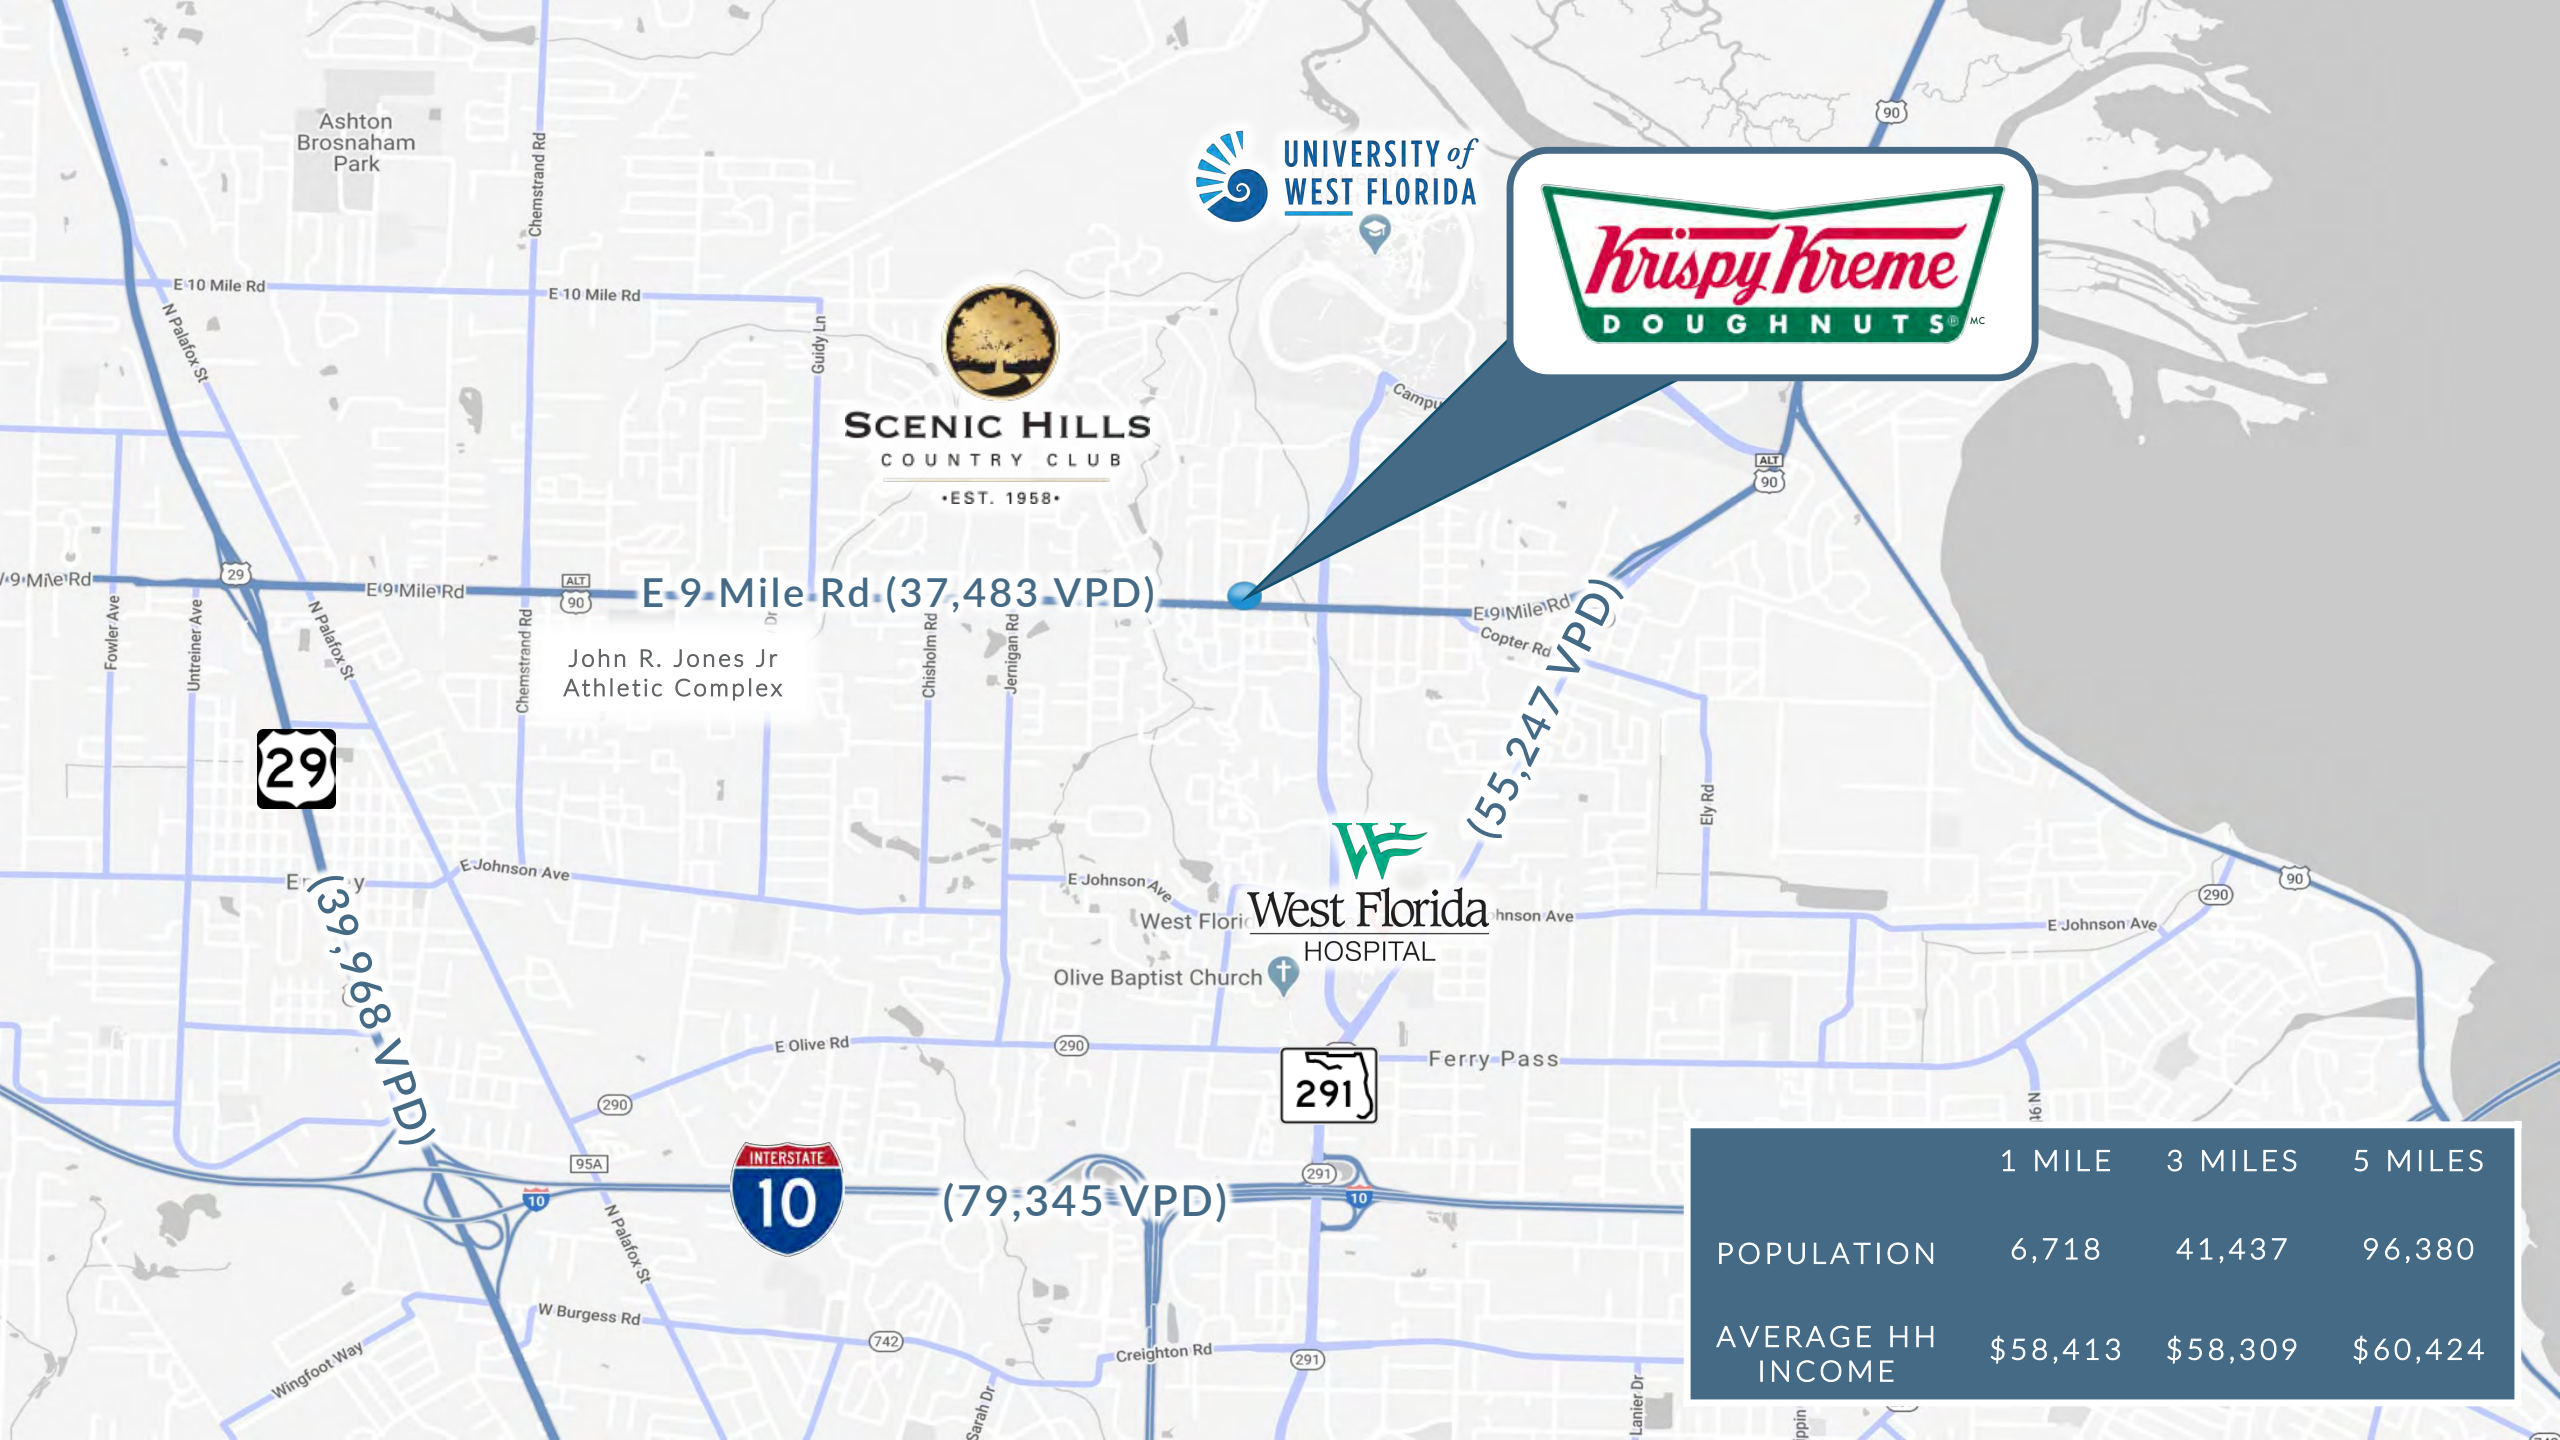 Ashton
Brosnaham
Park
Chemstrand Rd
90
UNIVERSITY of
WEST FLORIDA
Krispy Kreme
DOUGHNUTS® MC
E 10 Mile Rd
E 10 Mile Rd
N Palafox St
Guidy Ln
SCENIC HILLS
COUNTRY CLUB
•EST. 1958•
ALT
90
29
9 Mile Rd
E 9 Mile Rd
ALT
90
E 9 Mile Rd (37,483 VPD)
E 9 Mile Rd
Copter Rd
(55,247 VPD)
Fowler Ave
Untreiner Ave
N Palafox St
Chemstrand Rd
Dr
Chisholm Rd
Jernigan Rd
John R. Jones Jr
Athletic Complex
29
Ely Rd
E Johnson Ave
E Johnson Ave
West Florida
HOSPITAL
E Johnson Ave
90
290
(39,968 VPD)
Olive Baptist Church
E Olive Rd
290
291
Ferry Pass
290
95A
10
INTERSTATE
10
(79,345 VPD)
291
10
N Palafox St
W Burgess Rd
742
Creighton Rd
291
Wingfoot Way
Sarah Dr
Lanier Dr
1 MILE 3 MILES 5 MILES
POPULATION 6,718 41,437 96,380
AVERAGE HH
INCOME $58,413 $58,309 $60,424